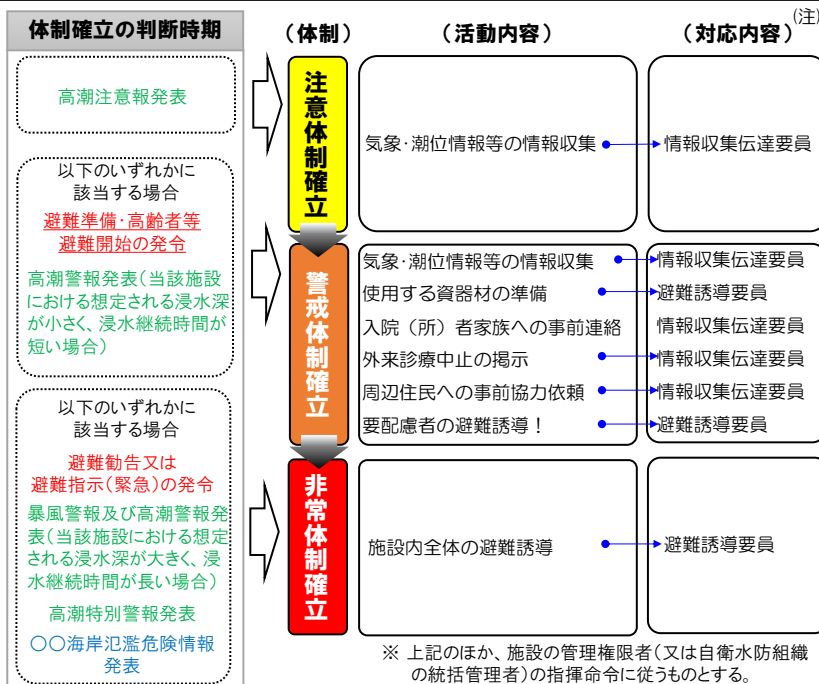 (注)
体制確立の判断時期
(体制)
(活動内容)
(対応内容)
高潮注意報発表
注意体制確立
気象・潮位情報等の情報収集
情報収集伝達要員
以下のいずれかに
該当する場合
避難準備・高齢者等
避難開始の発令
高潮警報発表(当該施設
における想定される浸水深
が小さく、浸水継続時間が
短い場合)
警戒体制確立
気象・潮位情報等の情報収集
情報収集伝達要員
使用する資器材の準備
避難誘導要員
入院(所)者家族への事前連絡
情報収集伝達要員
外来診療中止の掲示
情報収集伝達要員
周辺住民への事前協力依頼
情報収集伝達要員
要配慮者の避難誘導!
避難誘導要員
以下のいずれかに
該当する場合
避難勧告又は
避難指示(緊急)の発令
暴風警報及び高潮警報発
表(当該施設における想定
される浸水深が大きく、浸
水継続時間が長い場合)
高潮特別警報発表
〇〇海岸氾濫危険情報
発表
非常体制確立
施設内全体の避難誘導
避難誘導要員
※ 上記のほか、施設の管理権限者(又は自衛水防組織
の統括管理者)の指揮命令に従うものとする。